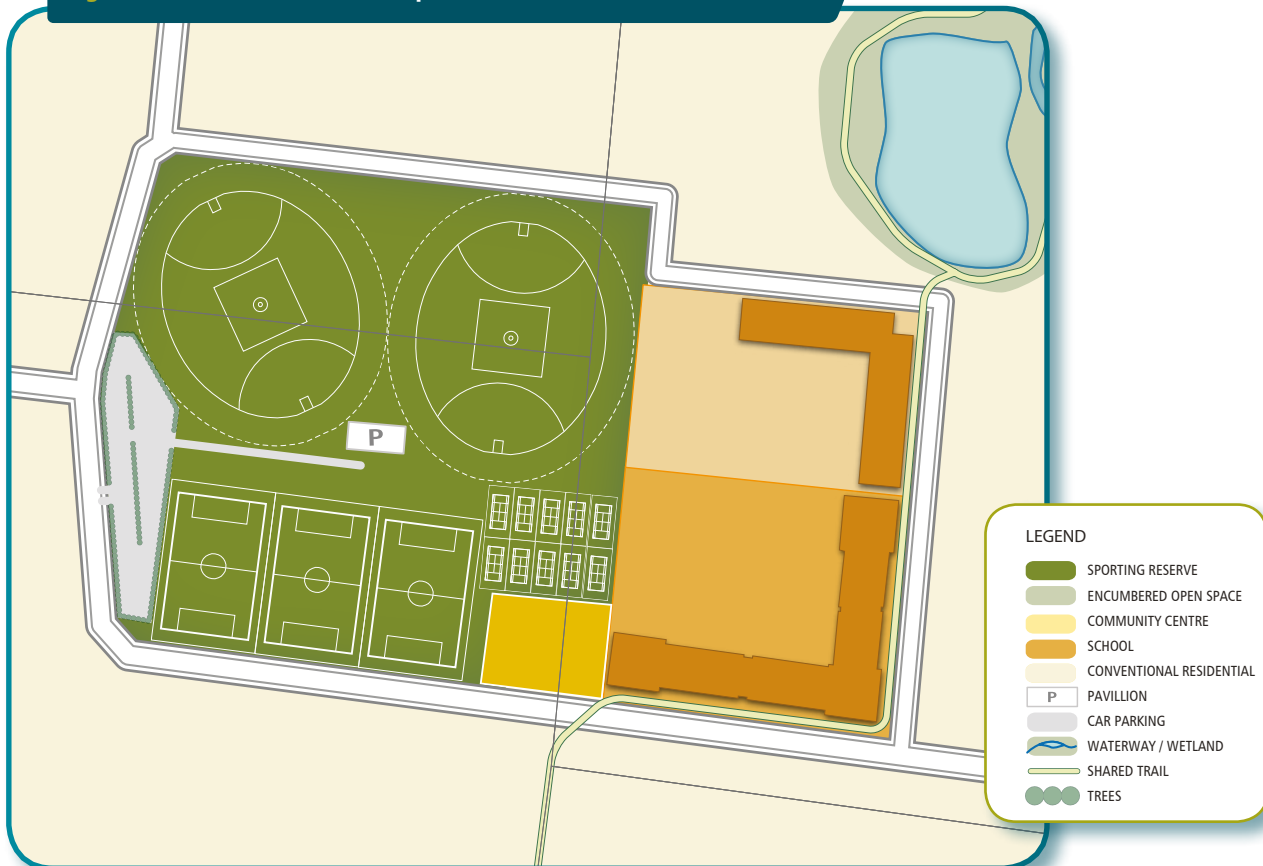 P
LEGEND
SPORTING RESERVE
ENCUMBERED OPEN SPACE
COMMUNITY CENTRE
SCHOOL
CONVENTIONAL RESIDENTIAL
P PAVILLION
CAR PARKING
WATERWAY / WETLAND
SHARED TRAIL
TREES